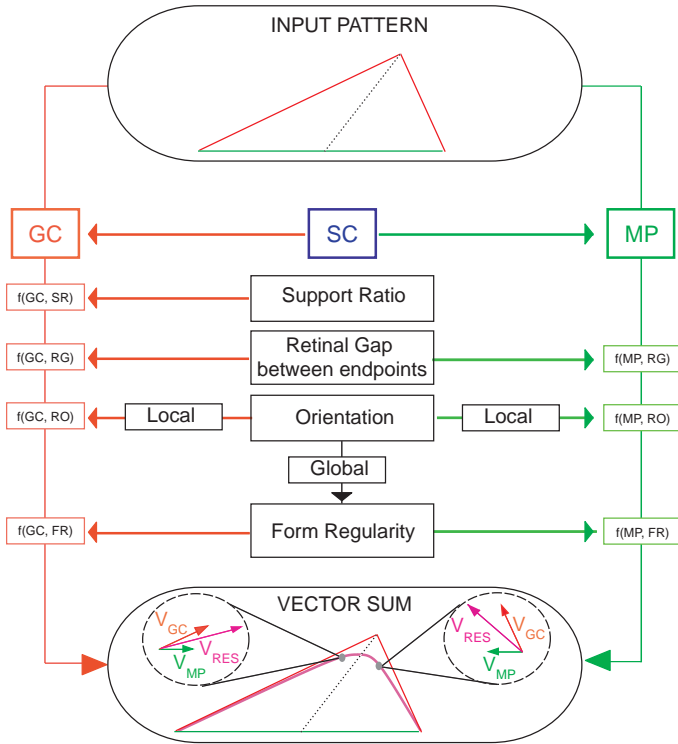 INPUT PATTERN
GC
SC
MP
f(GC, SR)
Support Ratio
f(GC, RG)
Retinal Gap
between endpoints
f(MP, RG)
f(GC, RO)
Local
Orientation
Local
f(MP, RO)
Global
f(GC, FR)
Form Regularity
f(MP, FR)
VECTOR SUM
VGC
VRES
VMP
VRES
VGC
VMP